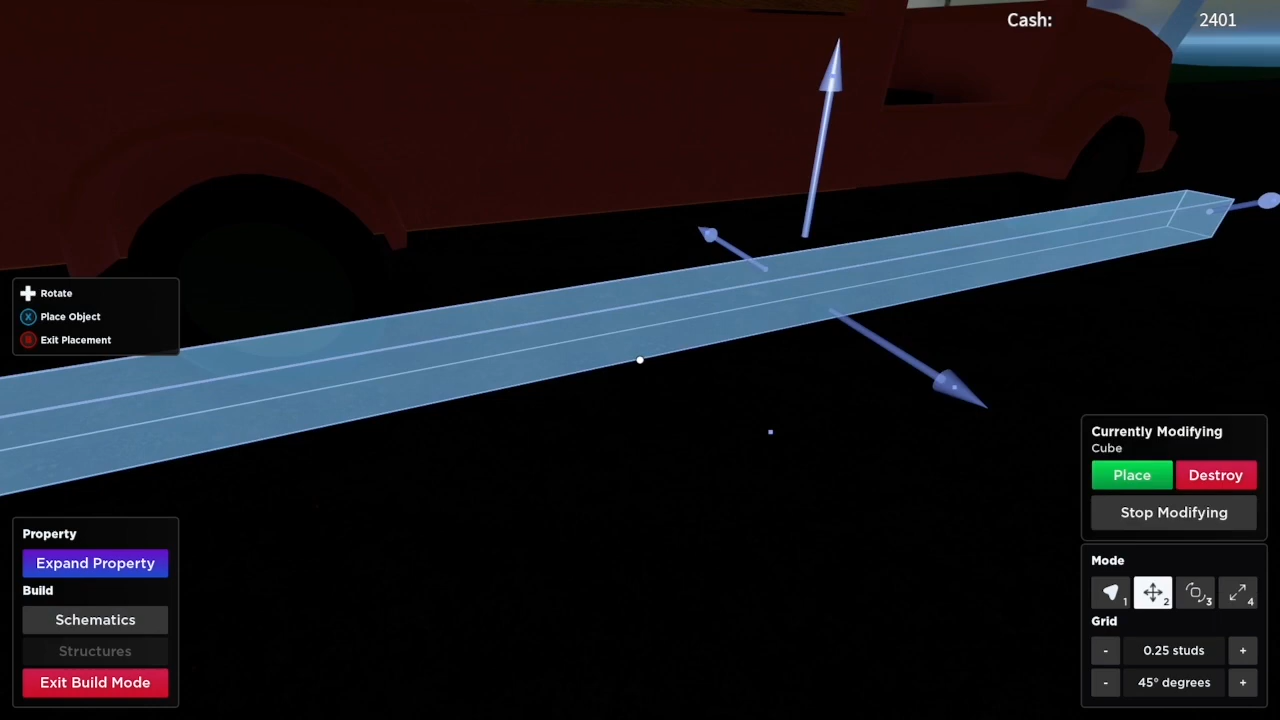 Cash: 2401
Rotate
X Place Object
Exit Placement
Currently Modifying
Cube
Place Destroy
Stop Modifying
Property
Expand Property
Build
Schematics
Structures
Exit Build Mode
Mode
1 2 3 4
Grid
- 0.25 studs +
- 45° degrees +